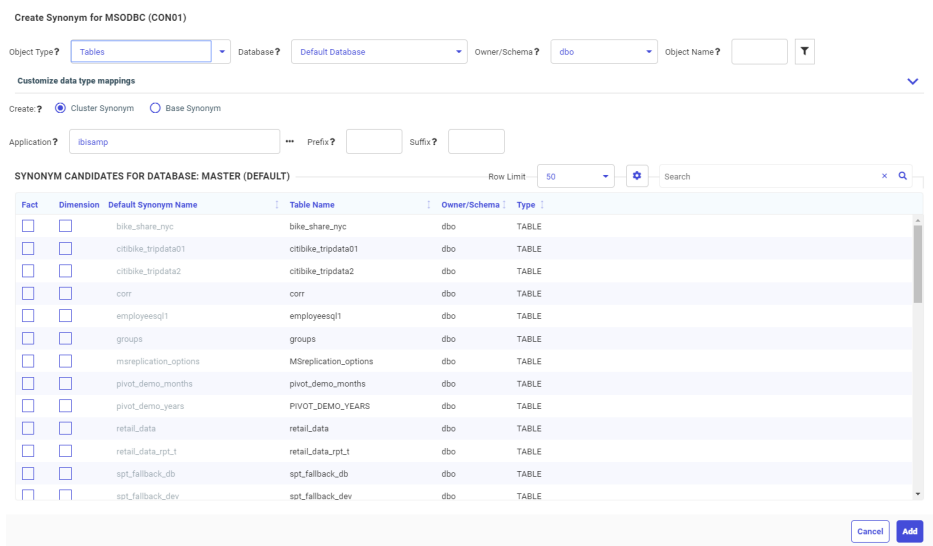 Create Synonym for MSODBC (CON01)
Object Type ? Tables Database ? Default Database Owner/Schema ? dbo Object Name ?
Customize data type mappings
Create: ? Cluster Synonym Base Synonym
Application ? ibisamp ••• Prefix ? Suffix ?
SYNONYM CANDIDATES FOR DATABASE: MASTER (DEFAULT) Row Limit 50 Search ×
Fact Dimension Default Synonym Name Table Name Owner/Schema Type
bike_share_nyc bike_share_nyc dbo TABLE
citibike_tripdata01 citibike_tripdata01 dbo TABLE
citibike_tripdata2 citibike_tripdata2 dbo TABLE
corr corr dbo TABLE
employeesql1 employeesql1 dbo TABLE
groups groups dbo TABLE
msreplication_options MSreplication_options dbo TABLE
pivot_demo_months pivot_demo_months dbo TABLE
pivot_demo_years PIVOT_DEMO_YEARS dbo TABLE
retail_data retail_data dbo TABLE
retail_data_rpt_t retail_data_rpt_t dbo TABLE
spt_fallback_db spt_fallback_db dbo TABLE
spt_fallback_dev spt_fallback_dev dbo TABLE
Cancel Add